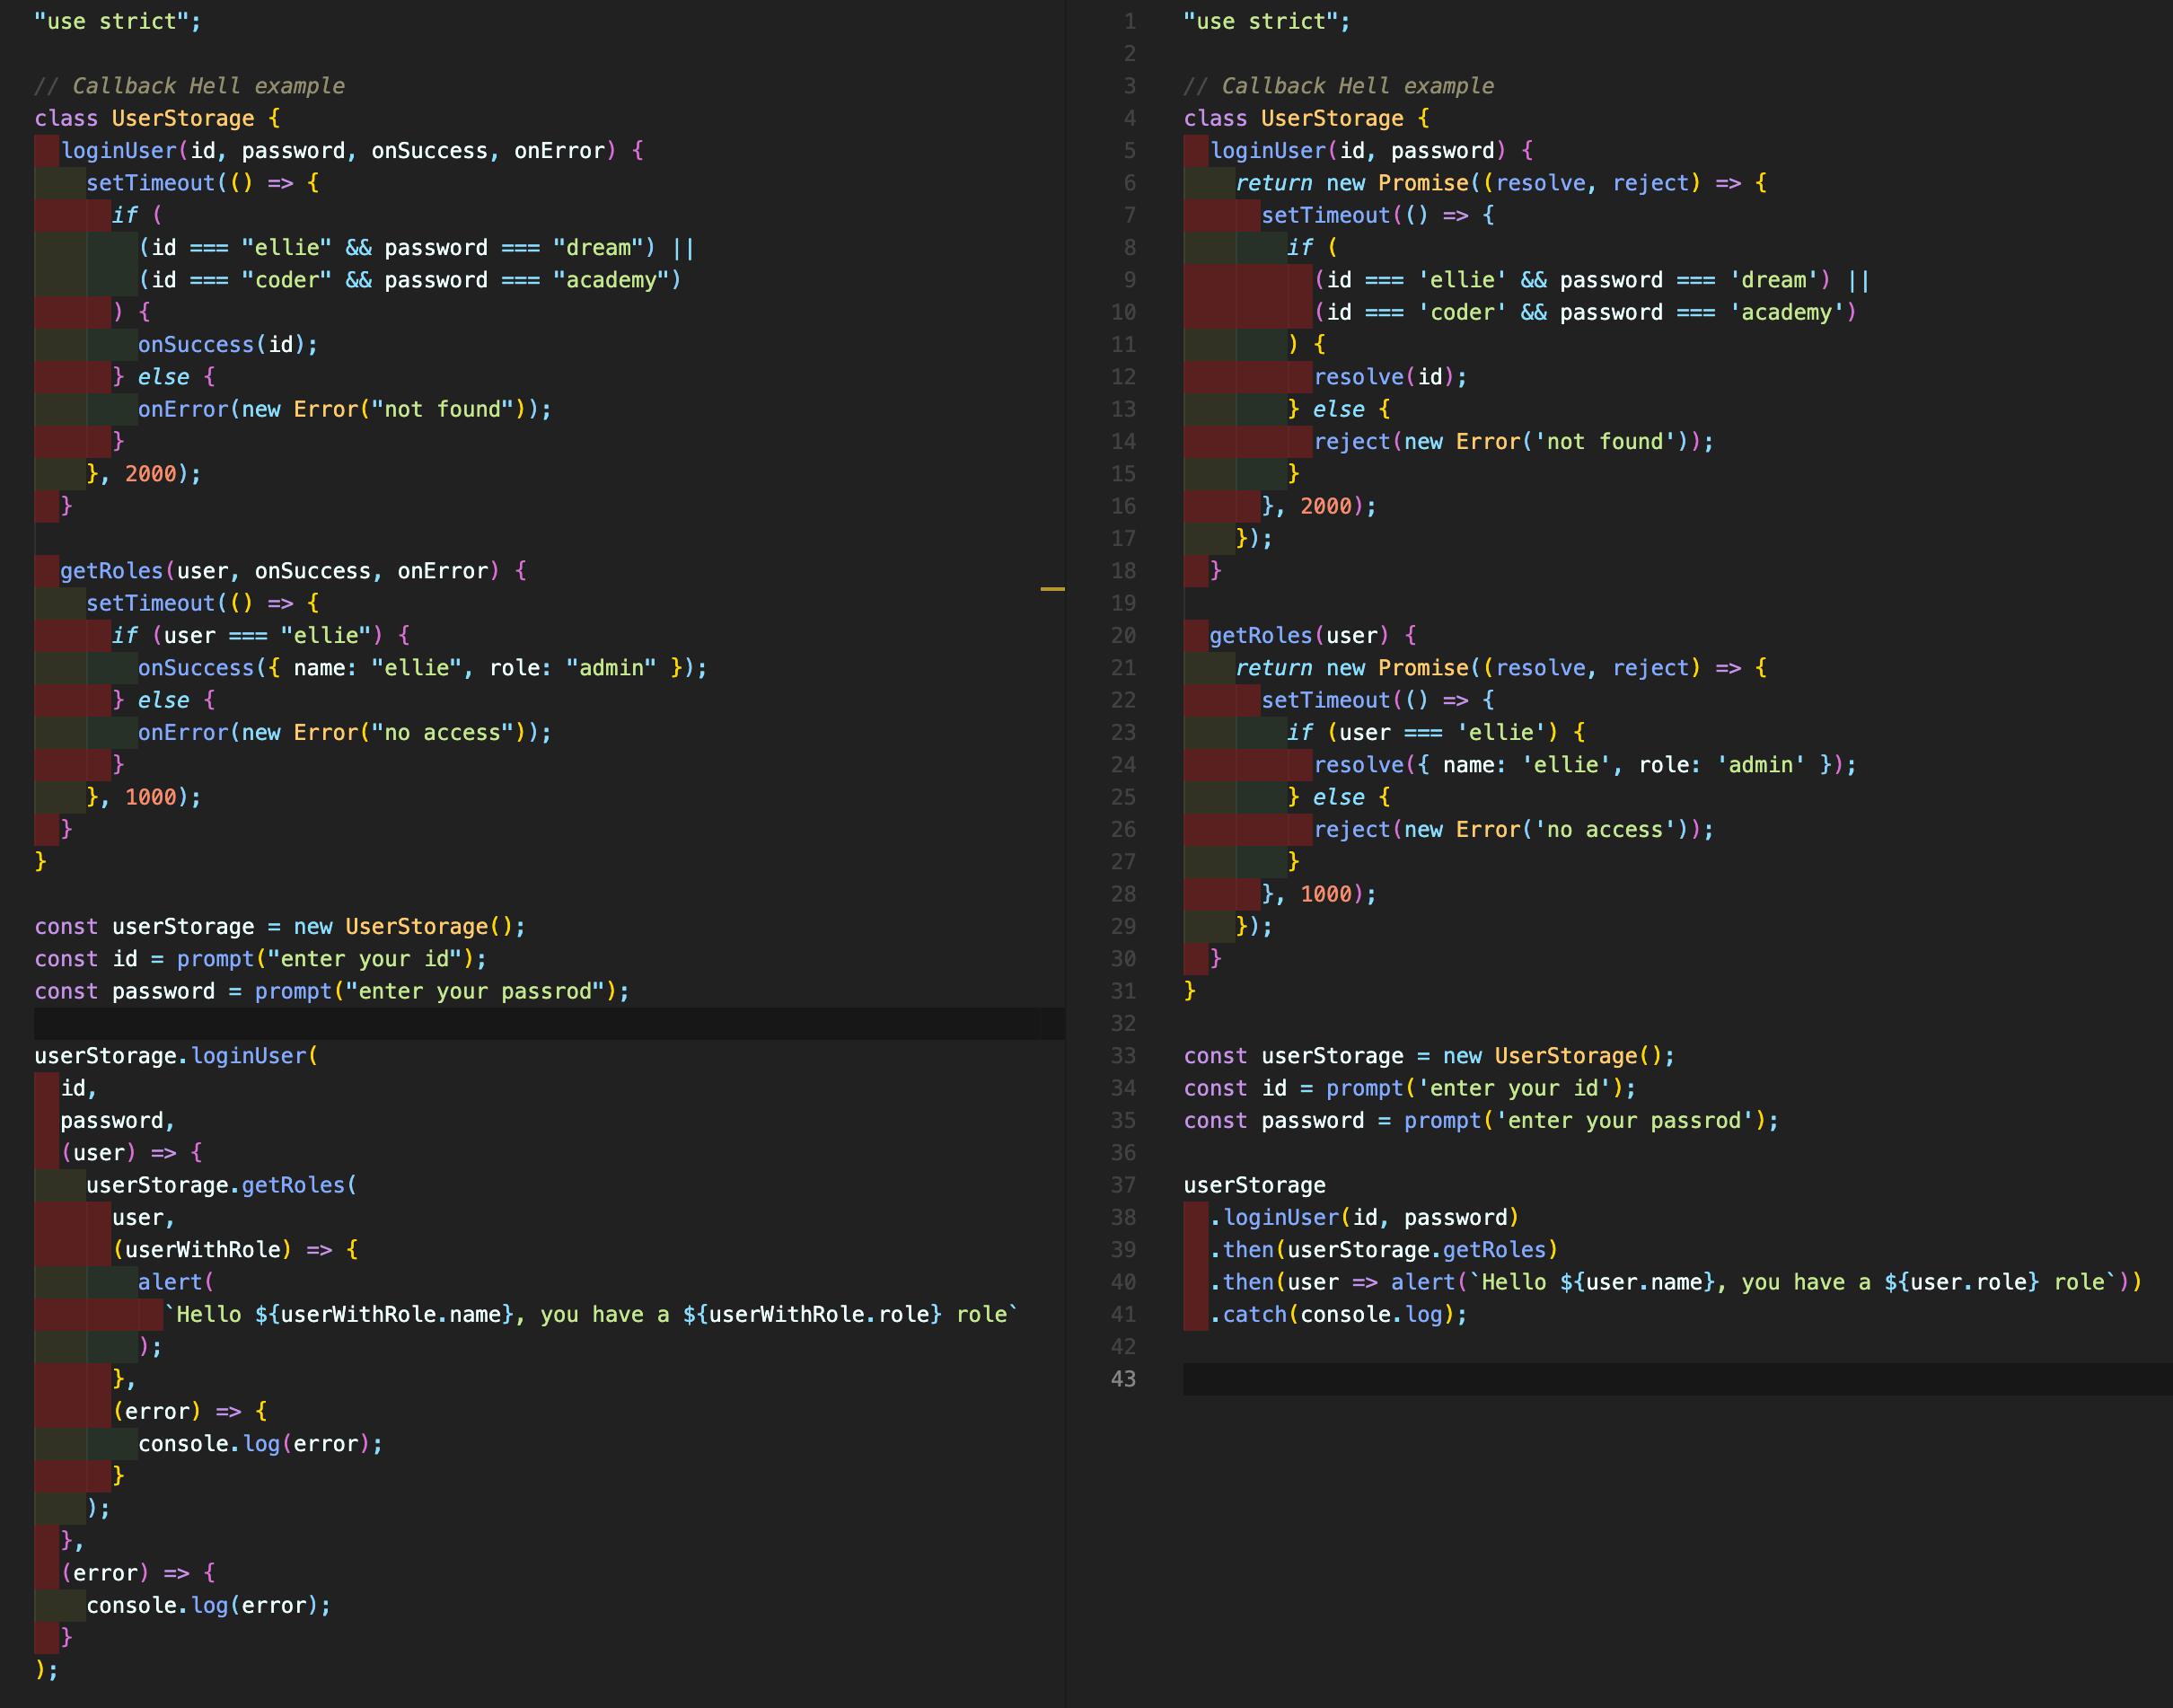 "use strict";

// Callback Hell example
class UserStorage {
  loginUser(id, password, onSuccess, onError) {
    setTimeout(() => {
      if (
        (id === "ellie" && password === "dream") ||
        (id === "coder" && password === "academy")
      ) {
        onSuccess(id);
      } else {
        onError(new Error("not found"));
      }
    }, 2000);
  }

  getRoles(user, onSuccess, onError) {
    setTimeout(() => {
      if (user === "ellie") {
        onSuccess({ name: "ellie", role: "admin" });
      } else {
        onError(new Error("no access"));
      }
    }, 1000);
  }
}

const userStorage = new UserStorage();
const id = prompt("enter your id");
const password = prompt("enter your passrod");

userStorage.loginUser(
  id,
  password,
  (user) => {
    userStorage.getRoles(
      user,
      (userWithRole) => {
        alert(
          `Hello ${userWithRole.name}, you have a ${userWithRole.role} role`
        );
      },
      (error) => {
        console.log(error);
      }
    );
  },
  (error) => {
    console.log(error);
  }
);

1 "use strict";
2
3 // Callback Hell example
4 class UserStorage {
5   loginUser(id, password) {
6     return new Promise((resolve, reject) => {
7       setTimeout(() => {
8         if (
9           (id === 'ellie' && password === 'dream') ||
10           (id === 'coder' && password === 'academy')
11         ) {
12           resolve(id);
13         } else {
14           reject(new Error('not found'));
15         }
16       }, 2000);
17     });
18   }
19
20   getRoles(user) {
21     return new Promise((resolve, reject) => {
22       setTimeout(() => {
23         if (user === 'ellie') {
24           resolve({ name: 'ellie', role: 'admin' });
25         } else {
26           reject(new Error('no access'));
27         }
28       }, 1000);
29     });
30   }
31 }
32
33 const userStorage = new UserStorage();
34 const id = prompt('enter your id');
35 const password = prompt('enter your passrod');
36
37 userStorage
38   .loginUser(id, password)
39   .then(userStorage.getRoles)
40   .then(user => alert(`Hello ${user.name}, you have a ${user.role} role`))
41   .catch(console.log);
42
43